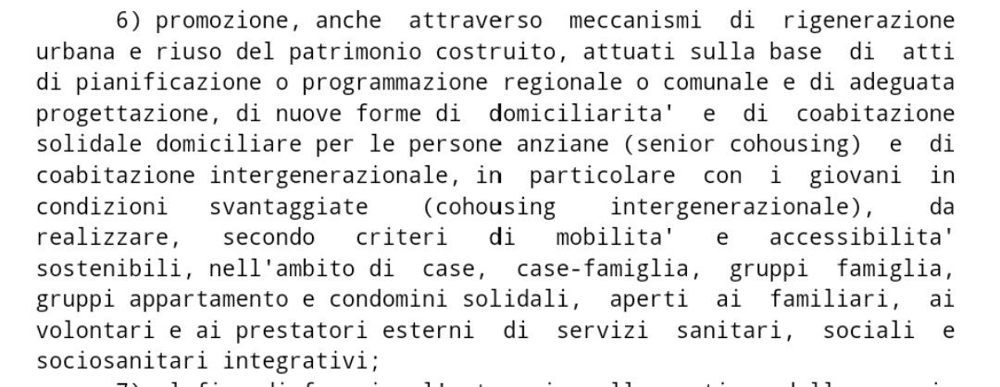 6) promozione, anche attraverso meccanismi di rigenerazione
urbana e riuso del patrimonio costruito, attuati sulla base di atti
di pianificazione o programmazione regionale o comunale e di adeguata
progettazione, di nuove forme di domiciliarita' e di coabitazione
solidale domiciliare per le persone anziane (senior cohousing) e di
coabitazione intergenerazionale, in particolare con i giovani in
condizioni svantaggiate (cohousing intergenerazionale), da
realizzare, secondo criteri di mobilita' e accessibilita'
sostenibili, nell'ambito di case, case-famiglia, gruppi famiglia,
gruppi appartamento e condomini solidali, aperti ai familiari, ai
volontari e ai prestatori esterni di servizi sanitari, sociali e
sociosanitari integrativi;